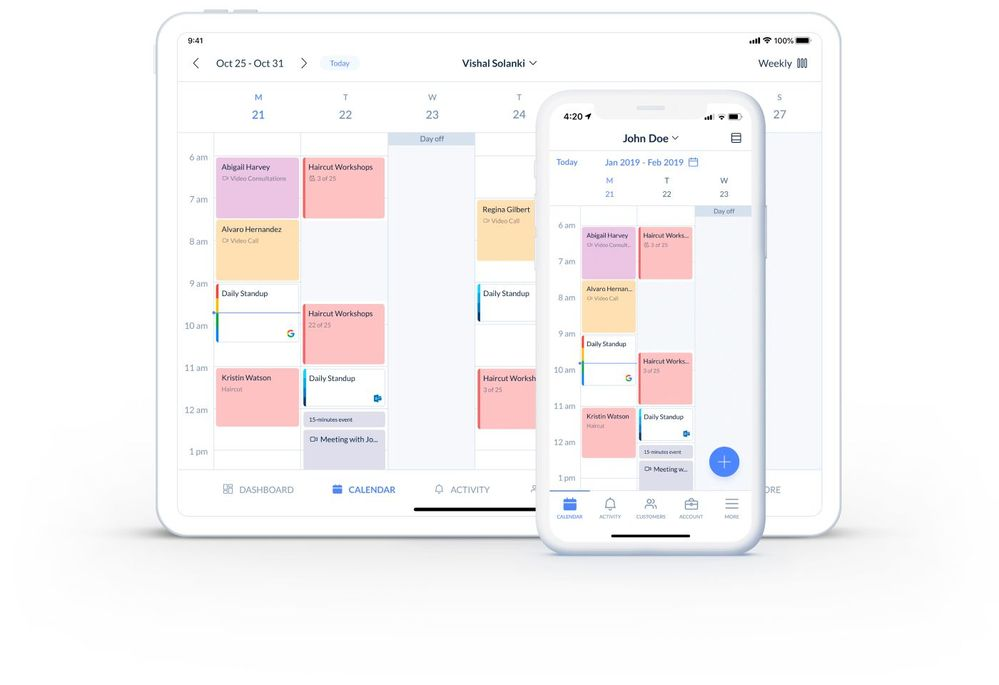 9:41
100%
Oct 25 - Oct 31
Today
Vishal Solanki
Weekly
M
T
W
T
S
21
22
23
24
27
Day off
6 am
7 am
8 am
9 am
10 am
11 am
12 am
1 pm
Abigail Harvey
Video Consultations
Alvaro Hernandez
Video Call
Daily Standup
G
Kristin Watson
Haircut
Haircut Workshops
3 of 25
Haircut Workshops
22 of 25
Daily Standup
15-minutes event
Meeting with Jo...
Regina Gilbert
Video Call
Daily Standup
Haircut Worksh
3 of 25
DASHBOARD
CALENDAR
ACTIVITY
ORE
4:20
John Doe
Today
Jan 2019 - Feb 2019
M
T
W
21
22
23
Day off
6 am
7 am
8 am
9 am
10 am
11 am
12 am
1 pm
Abigail Harvey
Video Consult...
Alvaro Hernan...
Video Call
Daily Standup
G
Kristin Watson
Haircut
Haircut Works...
3 of 25
Haircut Works...
3 of 25
Daily Standup
15-minutes event
Meeting w...
CALENDAR
ACTIVITY
CUSTOMERS
ACCOUNT
MORE